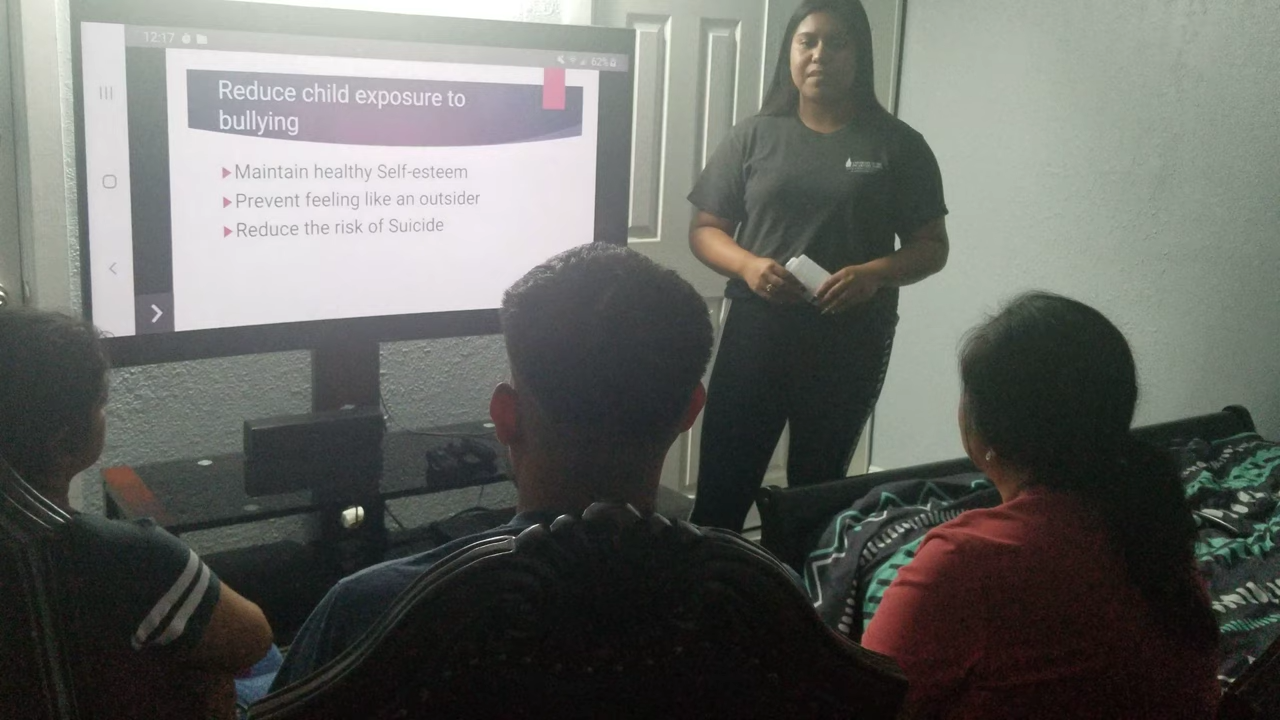 12:17
62%
Reduce child exposure to
bullying
Maintain healthy Self-esteem
Prevent feeling like an outsider
Reduce the risk of Suicide